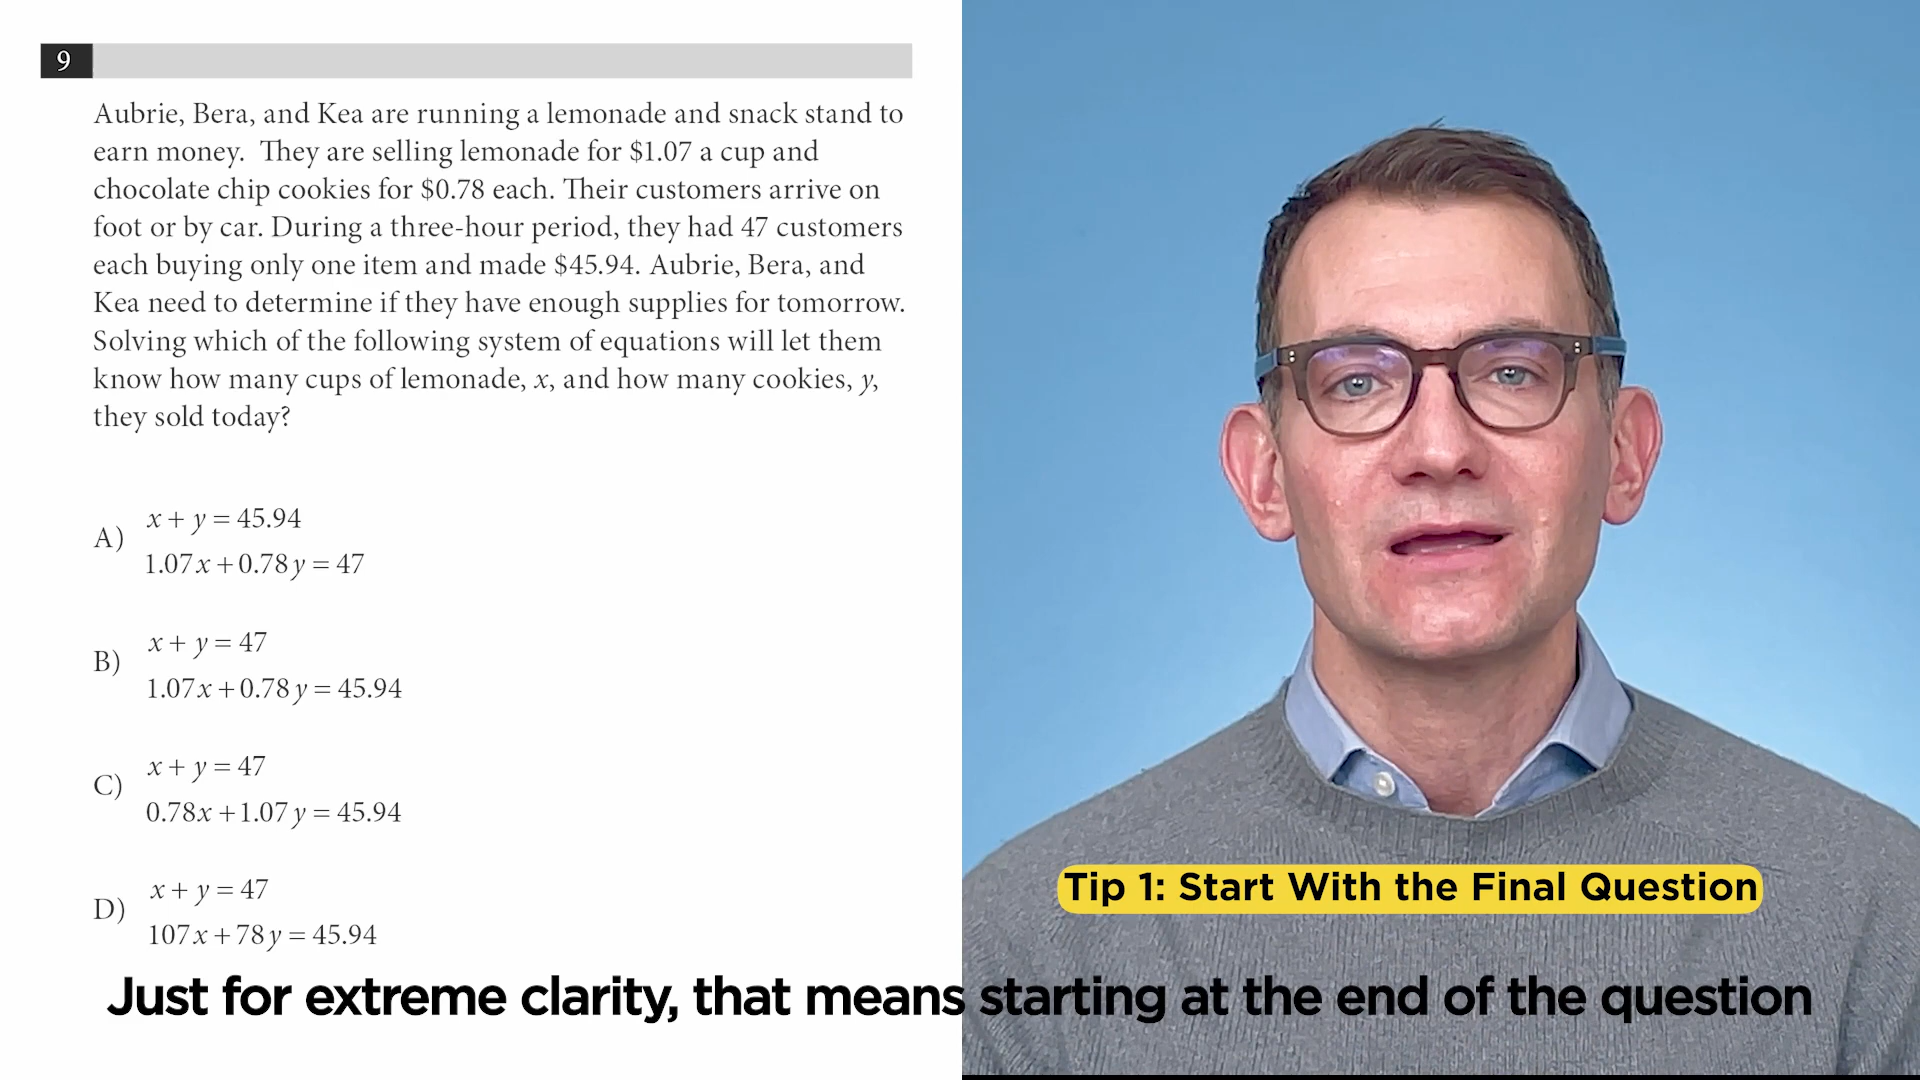 9
Aubrie, Bera, and Kea are running a lemonade and snack stand to
earn money. They are selling lemonade for $1.07 a cup and
chocolate chip cookies for $0.78 each. Their customers arrive on
foot or by car. During a three-hour period, they had 47 customers
each buying only one item and made $45.94. Aubrie, Bera, and
Kea need to determine if they have enough supplies for tomorrow.
Solving which of the following system of equations will let them
know how many cups of lemonade, x, and how many cookies, y,
they sold today?
A) x + y = 45.94
1.07x + 0.78y = 47
B) x + y = 47
1.07x + 0.78y = 45.94
C) x + y = 47
0.78x + 1.07y = 45.94
D) x + y = 47
107x + 78y = 45.94
Tip 1: Start With the Final Question
Just for extreme clarity, that means starting at the end of the question